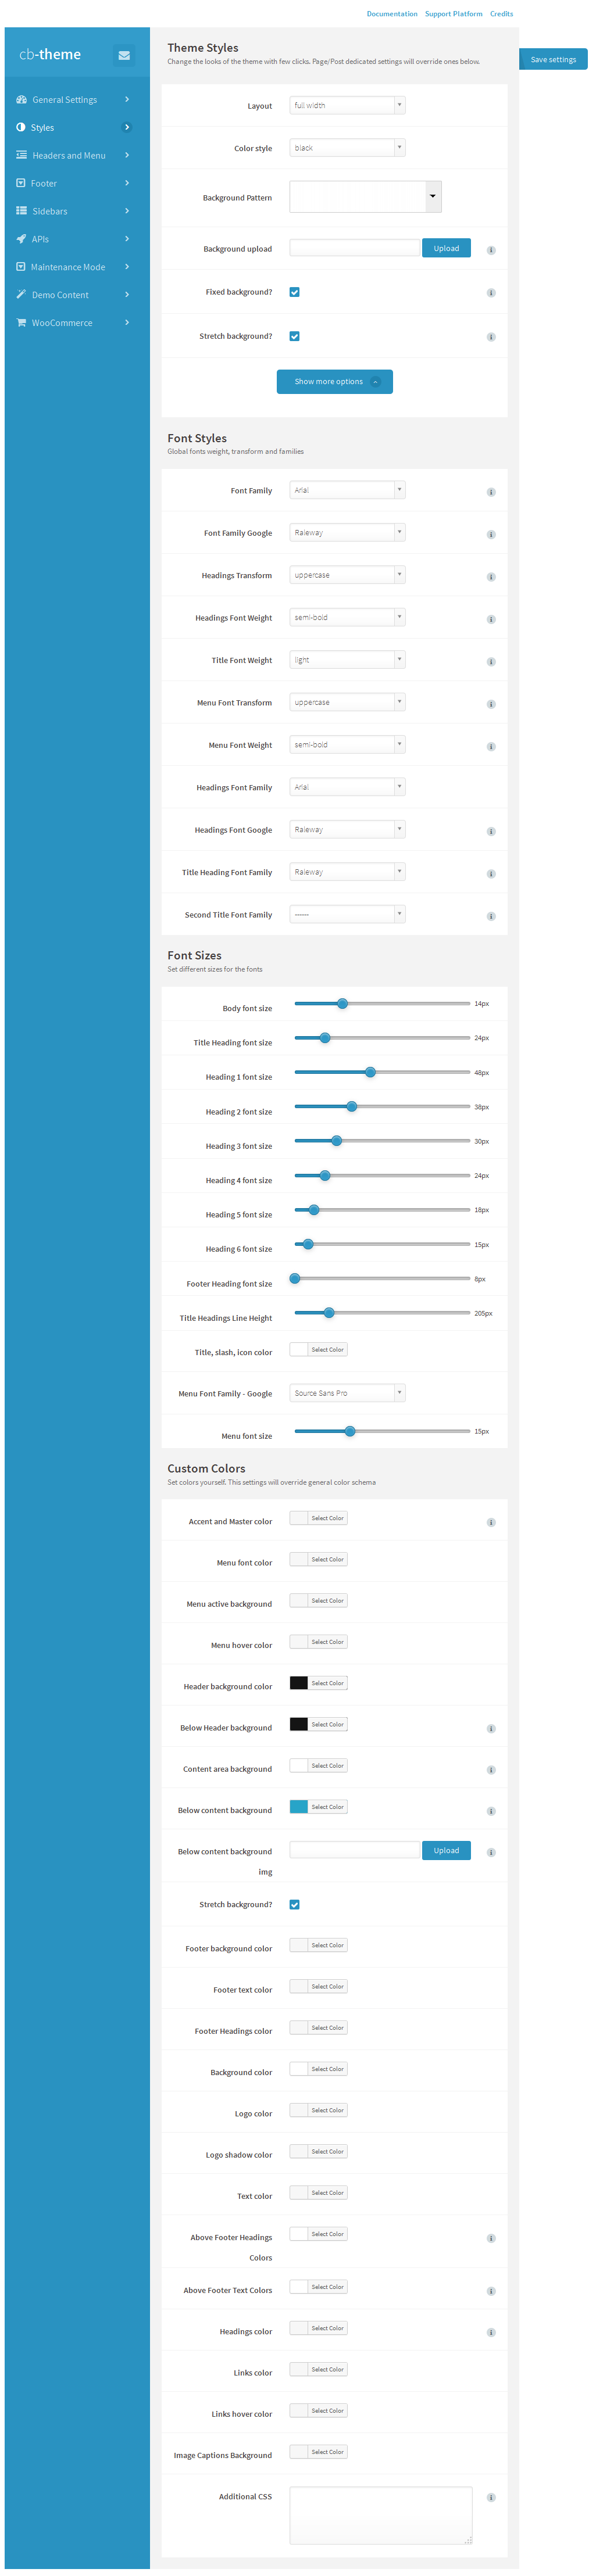 Documentation Support Platform Credits
cb-theme
General Settings
Styles
Headers and Menu
Footer
Sidebars
APIs
Maintenance Mode
Demo Content
WooCommerce
Save settings
Theme Styles
Change the looks of the theme with few clicks. Page/Post dedicated settings will override ones below.
Layout full width
Color style black
Background Pattern
Background upload Upload
Fixed background?
Stretch background?
Show more options
Font Styles
Global fonts weight, transform and families
Font Family Arial
Font Family Google Raleway
Headings Transform uppercase
Headings Font Weight semi-bold
Title Font Weight light
Menu Font Transform uppercase
Menu Font Weight semi-bold
Headings Font Family Arial
Headings Font Google Raleway
Title Heading Font Family Raleway
Second Title Font Family ------
Font Sizes
Set different sizes for the fonts
Body font size 14px
Title Heading font size 24px
Heading 1 font size 48px
Heading 2 font size 38px
Heading 3 font size 30px
Heading 4 font size 24px
Heading 5 font size 18px
Heading 6 font size 15px
Footer Heading font size 8px
Title Headings Line Height 205px
Title, slash, icon color Select Color
Menu Font Family - Google Source Sans Pro
Menu font size 15px
Custom Colors
Set colors yourself. This settings will override general color schema
Accent and Master color Select Color
Menu font color Select Color
Menu active background Select Color
Menu hover color Select Color
Header background color Select Color
Below Header background Select Color
Content area background Select Color
Below content background Select Color
Below content background Upload
img
Stretch background?
Footer background color Select Color
Footer text color Select Color
Footer Headings color Select Color
Background color Select Color
Logo color Select Color
Logo shadow color Select Color
Text color Select Color
Above Footer Headings Select Color
Colors
Above Footer Text Colors Select Color
Headings color Select Color
Links color Select Color
Links hover color Select Color
Image Captions Background Select Color
Additional CSS